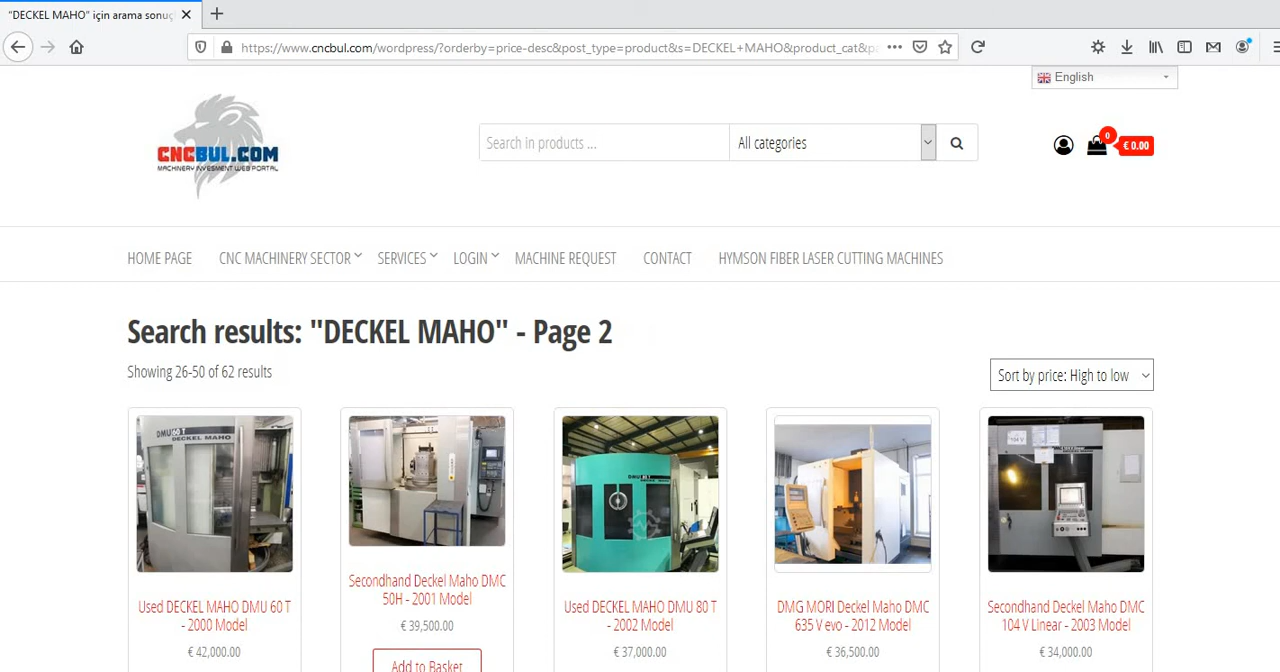 "DECKEL MAHO" için arama sonuç
https://www.cncbul.com/wordpress/?orderby=price-desc&post_type=product&s=DECKEL+MAHO&product_cat&p
English
CNCBUL.COM
MACHINERY INVESMENT WEB PORTAL
Search in products ...
All categories
0
€ 0.00
HOME PAGE
CNC MACHINERY SECTOR
SERVICES
LOGIN
MACHINE REQUEST
CONTACT
HYMSON FIBER LASER CUTTING MACHINES
Search results: "DECKEL MAHO" - Page 2
Showing 26-50 of 62 results
Sort by price: High to low
DMU 60 T
DECKEL MAHO
104 V
Used DECKEL MAHO DMU 60 T
- 2000 Model
€ 42,000.00
Secondhand Deckel Maho DMC
50H - 2001 Model
€ 39,500.00
Add to Basket
Used DECKEL MAHO DMU 80 T
- 2002 Model
€ 37,000.00
DMG MORI Deckel Maho DMC
635 V evo - 2012 Model
€ 36,500.00
Secondhand Deckel Maho DMC
104 V Linear - 2003 Model
€ 34,000.00